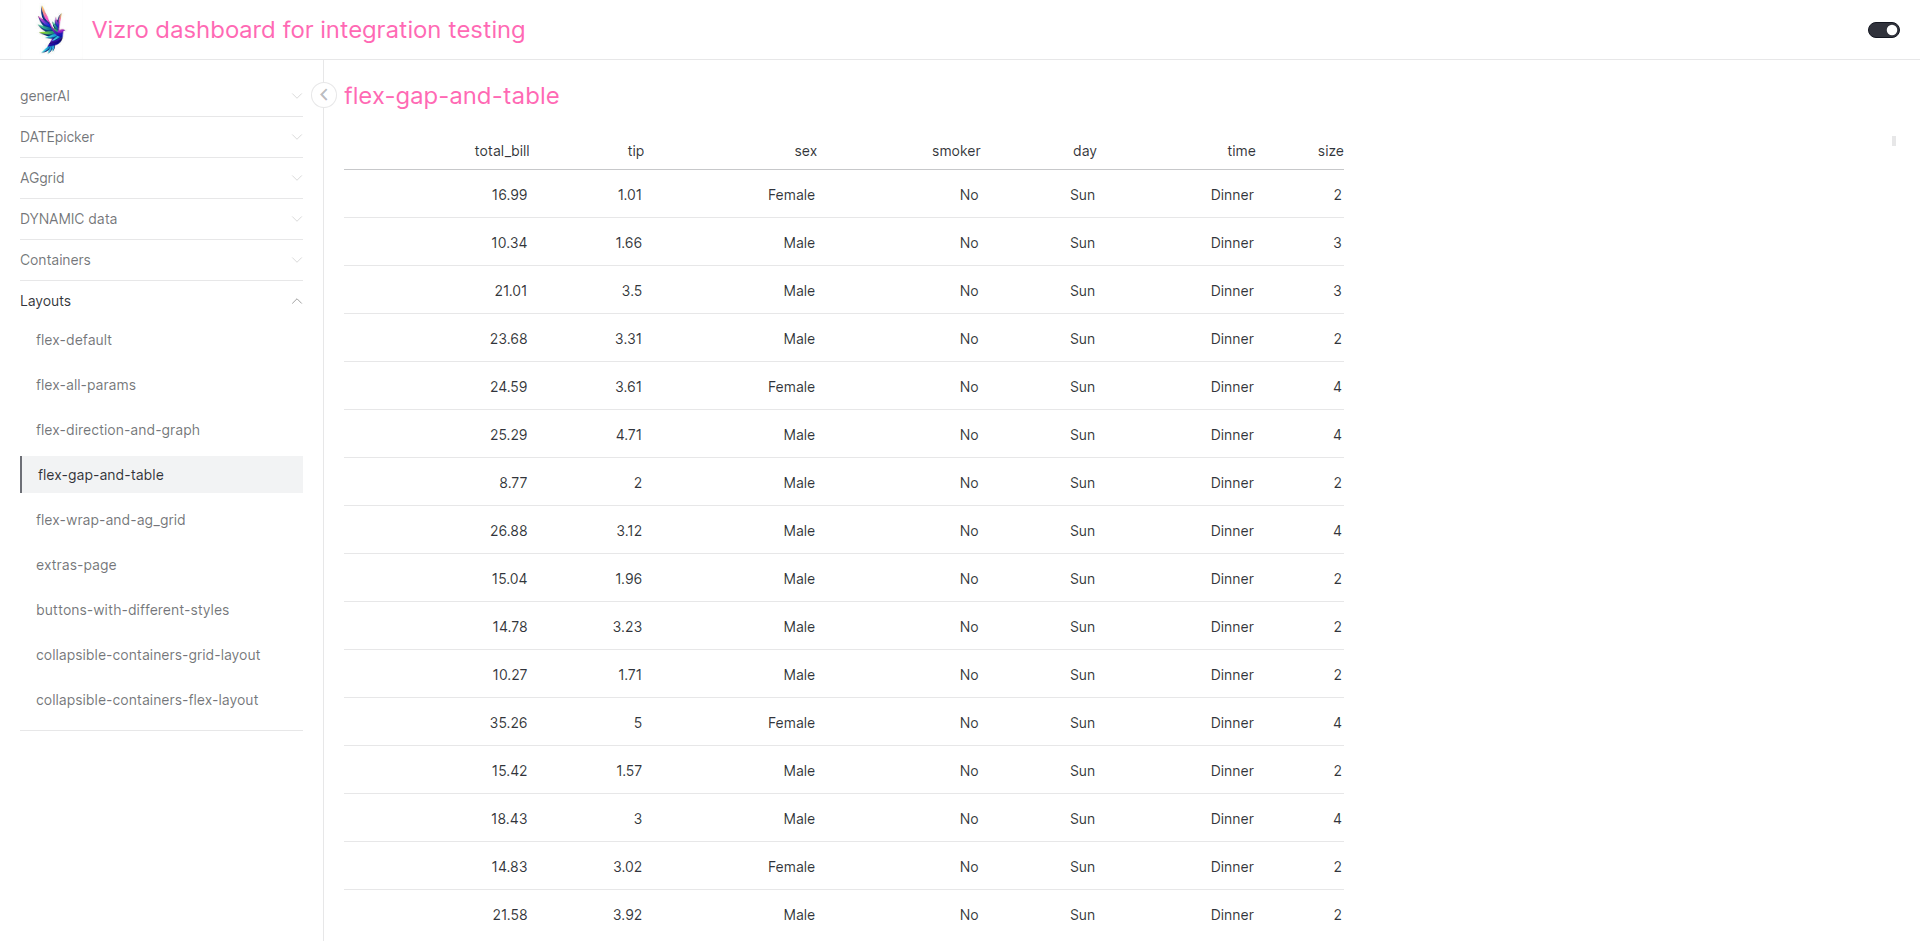 Vizro dashboard for integration testing
generAI
DATEpicker
AGgrid
DYNAMIC data
Containers
Layouts
flex-default
flex-all-params
flex-direction-and-graph
flex-gap-and-table
flex-wrap-and-ag_grid
extras-page
buttons-with-different-styles
collapsible-containers-grid-layout
collapsible-containers-flex-layout
flex-gap-and-table
total_bill tip sex smoker day time size
16.99 1.01 Female No Sun Dinner 2
10.34 1.66 Male No Sun Dinner 3
21.01 3.5 Male No Sun Dinner 3
23.68 3.31 Male No Sun Dinner 2
24.59 3.61 Female No Sun Dinner 4
25.29 4.71 Male No Sun Dinner 4
8.77 2 Male No Sun Dinner 2
26.88 3.12 Male No Sun Dinner 4
15.04 1.96 Male No Sun Dinner 2
14.78 3.23 Male No Sun Dinner 2
10.27 1.71 Male No Sun Dinner 2
35.26 5 Female No Sun Dinner 4
15.42 1.57 Male No Sun Dinner 2
18.43 3 Male No Sun Dinner 4
14.83 3.02 Female No Sun Dinner 2
21.58 3.92 Male No Sun Dinner 2